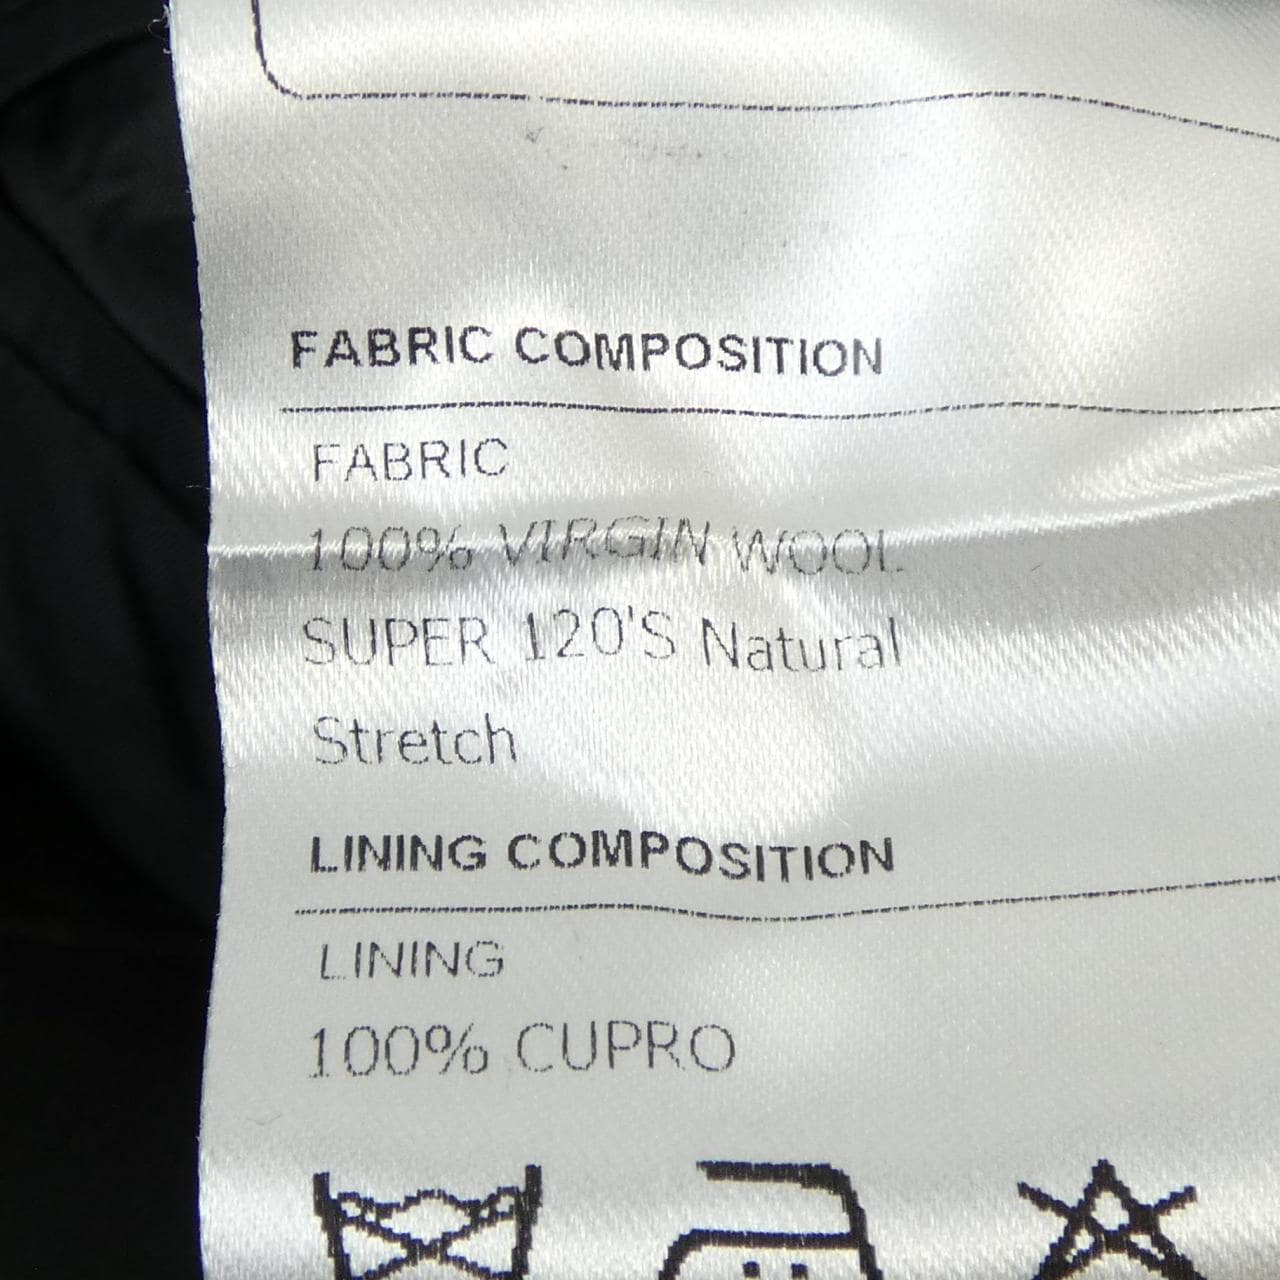 FABRIC COMPOSITION
FABRIC
100% VIRGIN WOOL
SUPER 120'S Natural
Stretch
LINING COMPOSITION
LINING
100% CUPRO